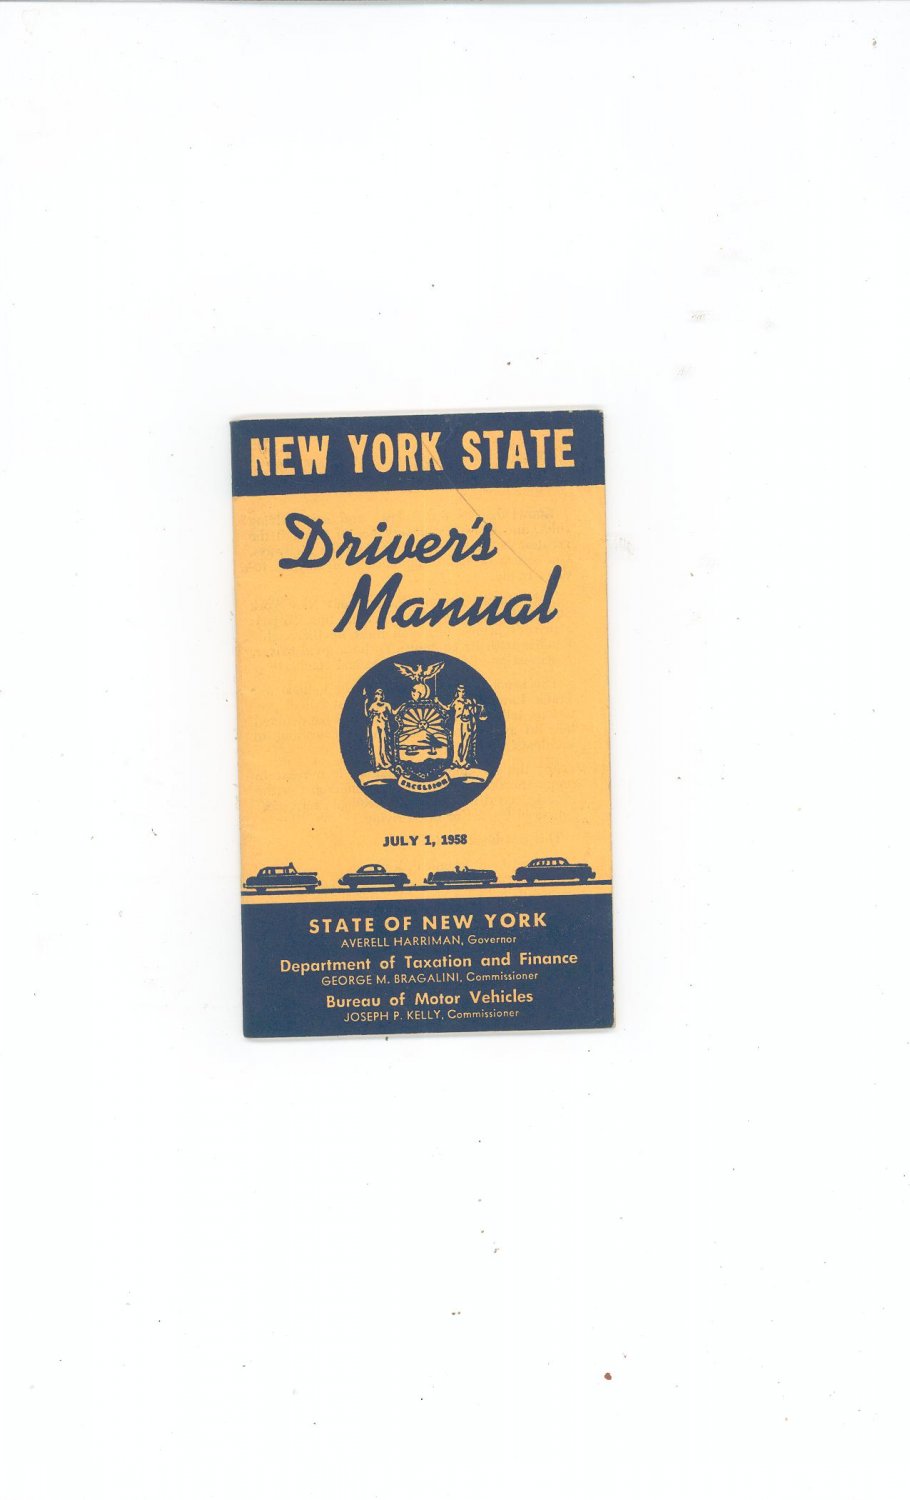 NEW YORK STATE
Driver's
Manual
EXCELSIOR
JULY 1, 1958
STATE OF NEW YORK
AVERELL HARRIMAN, Governor
Department of Taxation and Finance
GEORGE M. BRAGALINI, Commissioner
Bureau of Motor Vehicles
JOSEPH P. KELLY, Commissioner